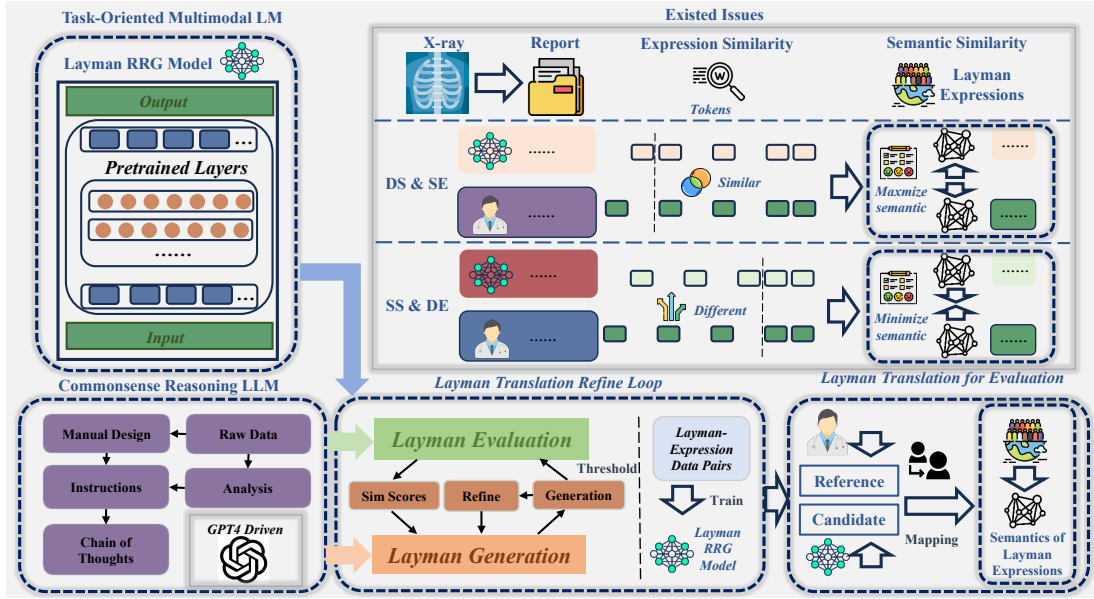 Task-Oriented Multimodal LM
Layman RRG Model
Output
...
Pretrained Layers
......
...
Input
Existed Issues
X-ray
Report
Expression Similarity
Semantic Similarity
W
Tokens
Layman
Expressions
DS & SE
......
......
Similar
Maxmize
semantic
......
......
SS & DE
......
......
Different
Minimize
semantic
......
......
Commonsense Reasoning LLM
Manual Design
Raw Data
Instructions
Analysis
Chain of
Thoughts
GPT4 Driven
Layman Translation Refine Loop
Layman Evaluation
Threshold
Sim Scores
Refine
Generation
Layman Generation
Layman-
Expression
Data Pairs
Train
Layman
RRG
Model
Layman Translation for Evaluation
Reference
Candidate
Mapping
Semantics of
Layman
Expressions